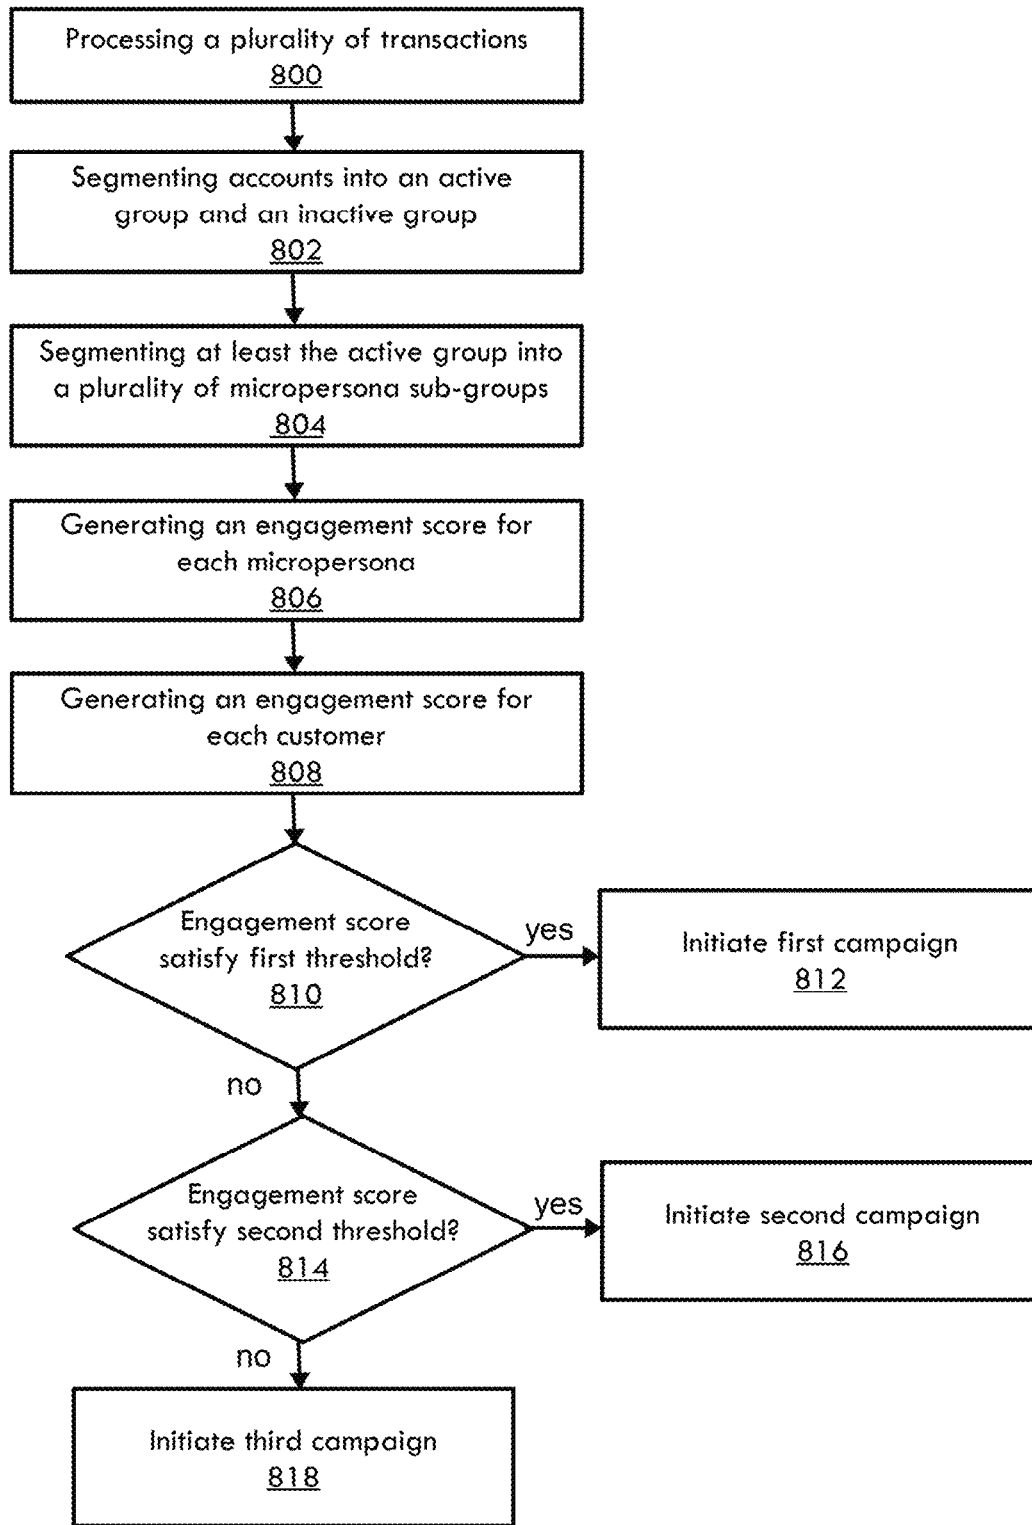 Processing a plurality of transactions
800
Segmenting accounts into an active
group and an inactive group
802
Segmenting at least the active group into
a plurality of micropersona sub-groups
804
Generating an engagement score for
each micropersona
806
Generating an engagement score for
each customer
808
Engagement score
satisfy first threshold?
810
yes
Initiate first campaign
812
no
Engagement score
satisfy second threshold?
814
yes
Initiate second campaign
816
no
Initiate third campaign
818